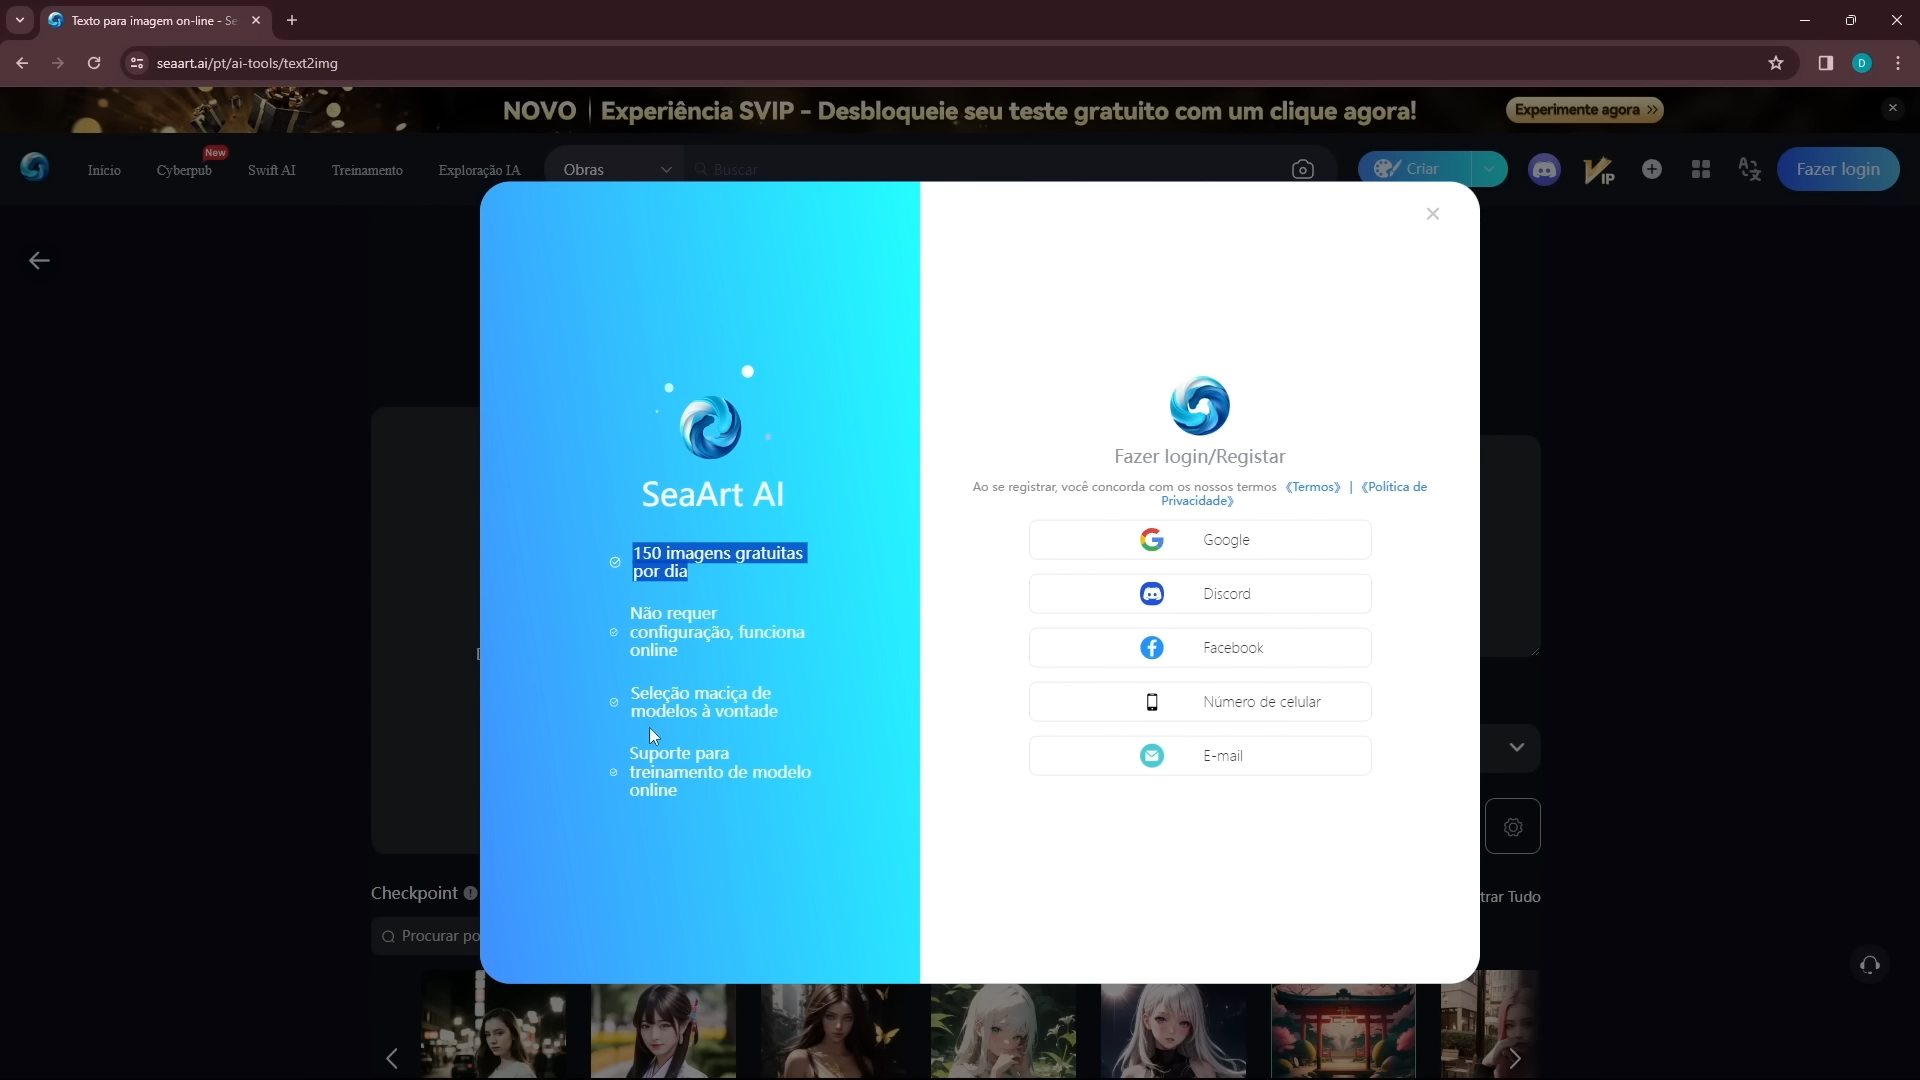 Texto para imagem on-line - Se
seaart.ai/pt/ai-tools/text2img
D
NOVO | Experiência SVIP - Desbloqueie seu teste gratuito com um clique agora!
Experimente agora >>
Início
Cyberpub
New
Swift AI
Treinamento
Exploração IA
Obras
Buscar
Criar
VIP
Fazer login
SeaArt AI
150 imagens gratuitas
por dia
Não requer
configuração, funciona
online
Seleção maciça de
modelos à vontade
Suporte para
treinamento de modelo
online
Fazer login/Registar
Ao se registrar, você concorda com os nossos termos 《Termos》 | 《Política de
Privacidade》
Google
Discord
Facebook
Número de celular
E-mail
Checkpoint
trar Tudo
Procurar po